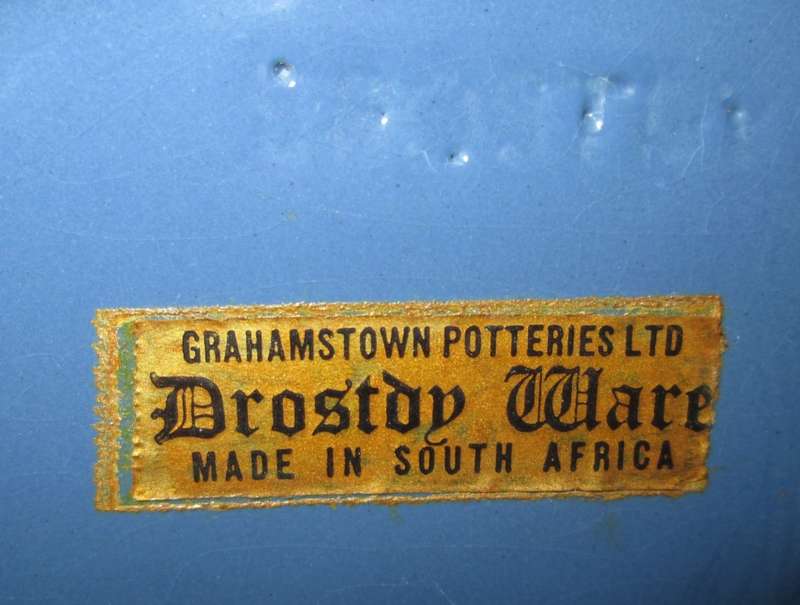 GRAHAMSTOWN POTTERIES LTD
Drostdy Ware
MADE IN SOUTH AFRICA